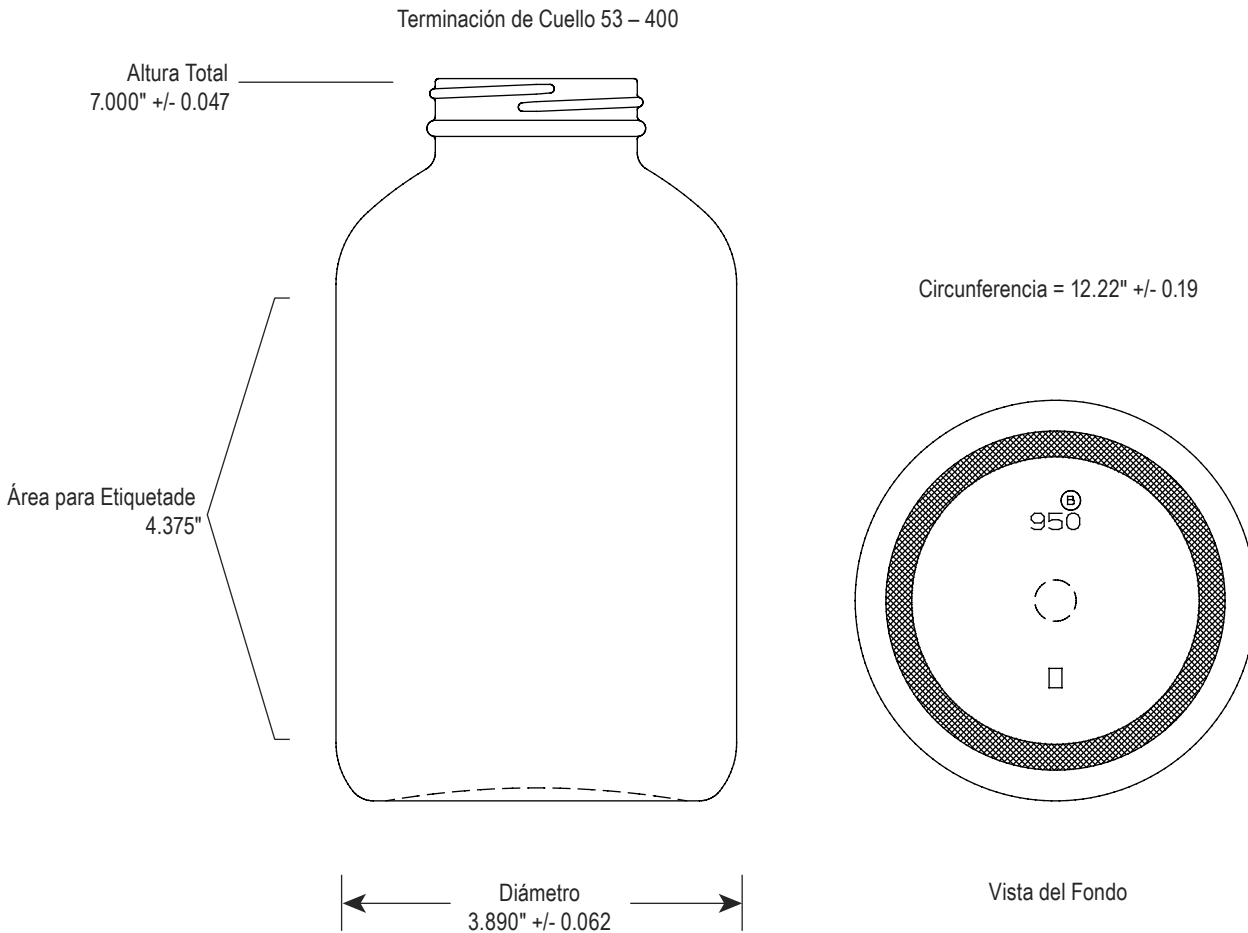 Terminación de Cuello 53 – 400
Altura Total
7.000" +/- 0.047
Circunferencia = 12.22" +/- 0.19
Área para Etiquetade
4.375"
B
950
Diámetro
3.890" +/- 0.062
Vista del Fondo